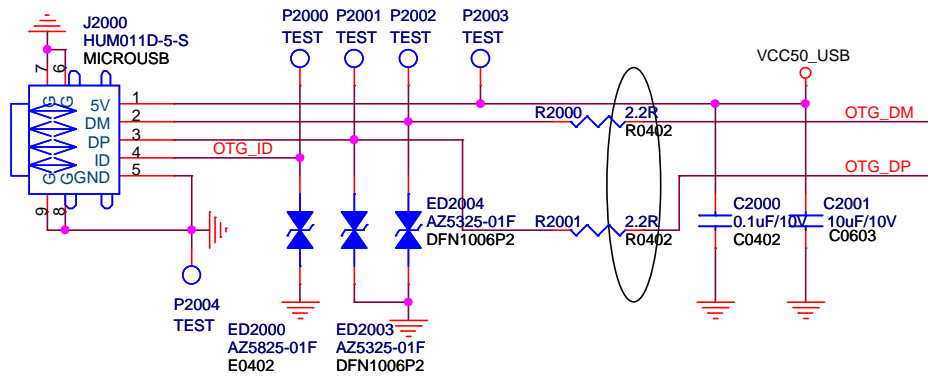 J2000
HUM011D-5-S
MICROUSB
P2000
TEST
P2001
TEST
P2002
TEST
P2003
TEST
VCC50_USB
7
6
G
G
5V
1
DM
2
DP
3
ID
4
GND
5
G
G
9
8
OTG_ID
R2000
2.2R
R0402
OTG_DM
R2001
2.2R
R0402
OTG_DP
ED2004
AZ5325-01F
DFN1006P2
C2000
0.1uF/10V
C0402
C2001
10uF/10V
C0603
P2004
TEST
ED2000
AZ5825-01F
E0402
ED2003
AZ5325-01F
DFN1006P2